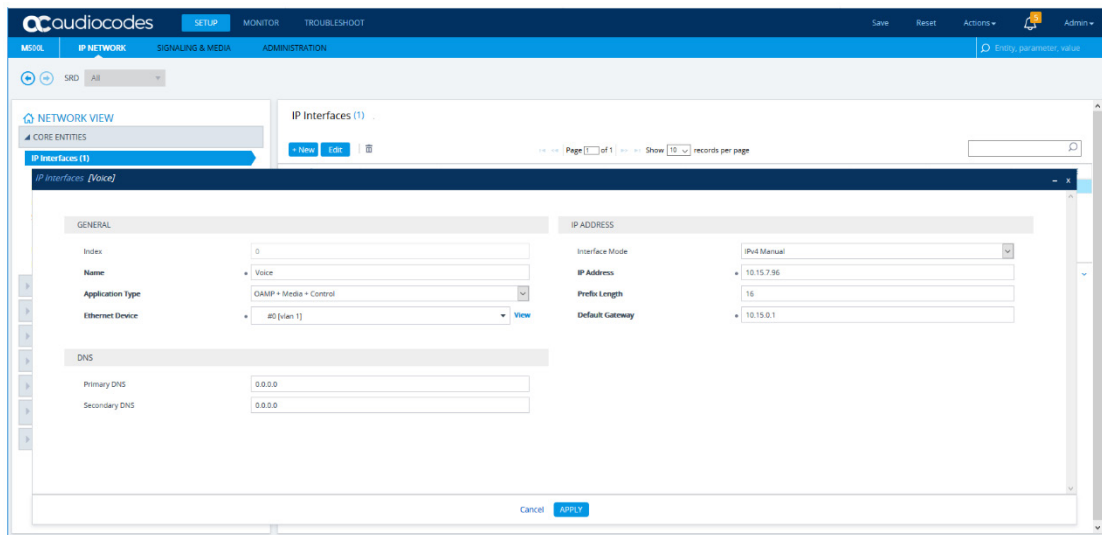 audiocodes SETUP MONITOR TROUBLESHOOT Save Reset Actions 5 Admin
M500L IP NETWORK SIGNALING & MEDIA ADMINISTRATION Entity, parameter, value
SRD All
NETWORK VIEW
CORE ENTITIES
IP Interfaces (1)
IP Interfaces (1)
+ New Edit Page 1 of 1 Show 10 records per page
IP Interfaces [Voice]
GENERAL
Index 0
Name Voice
Application Type OAMP + Media + Control
Ethernet Device #0 [vlan 1] View
DNS
Primary DNS 0.0.0.0
Secondary DNS 0.0.0.0
IP ADDRESS
Interface Mode IPv4 Manual
IP Address 10.15.7.96
Prefix Length 16
Default Gateway 10.15.0.1
Cancel APPLY